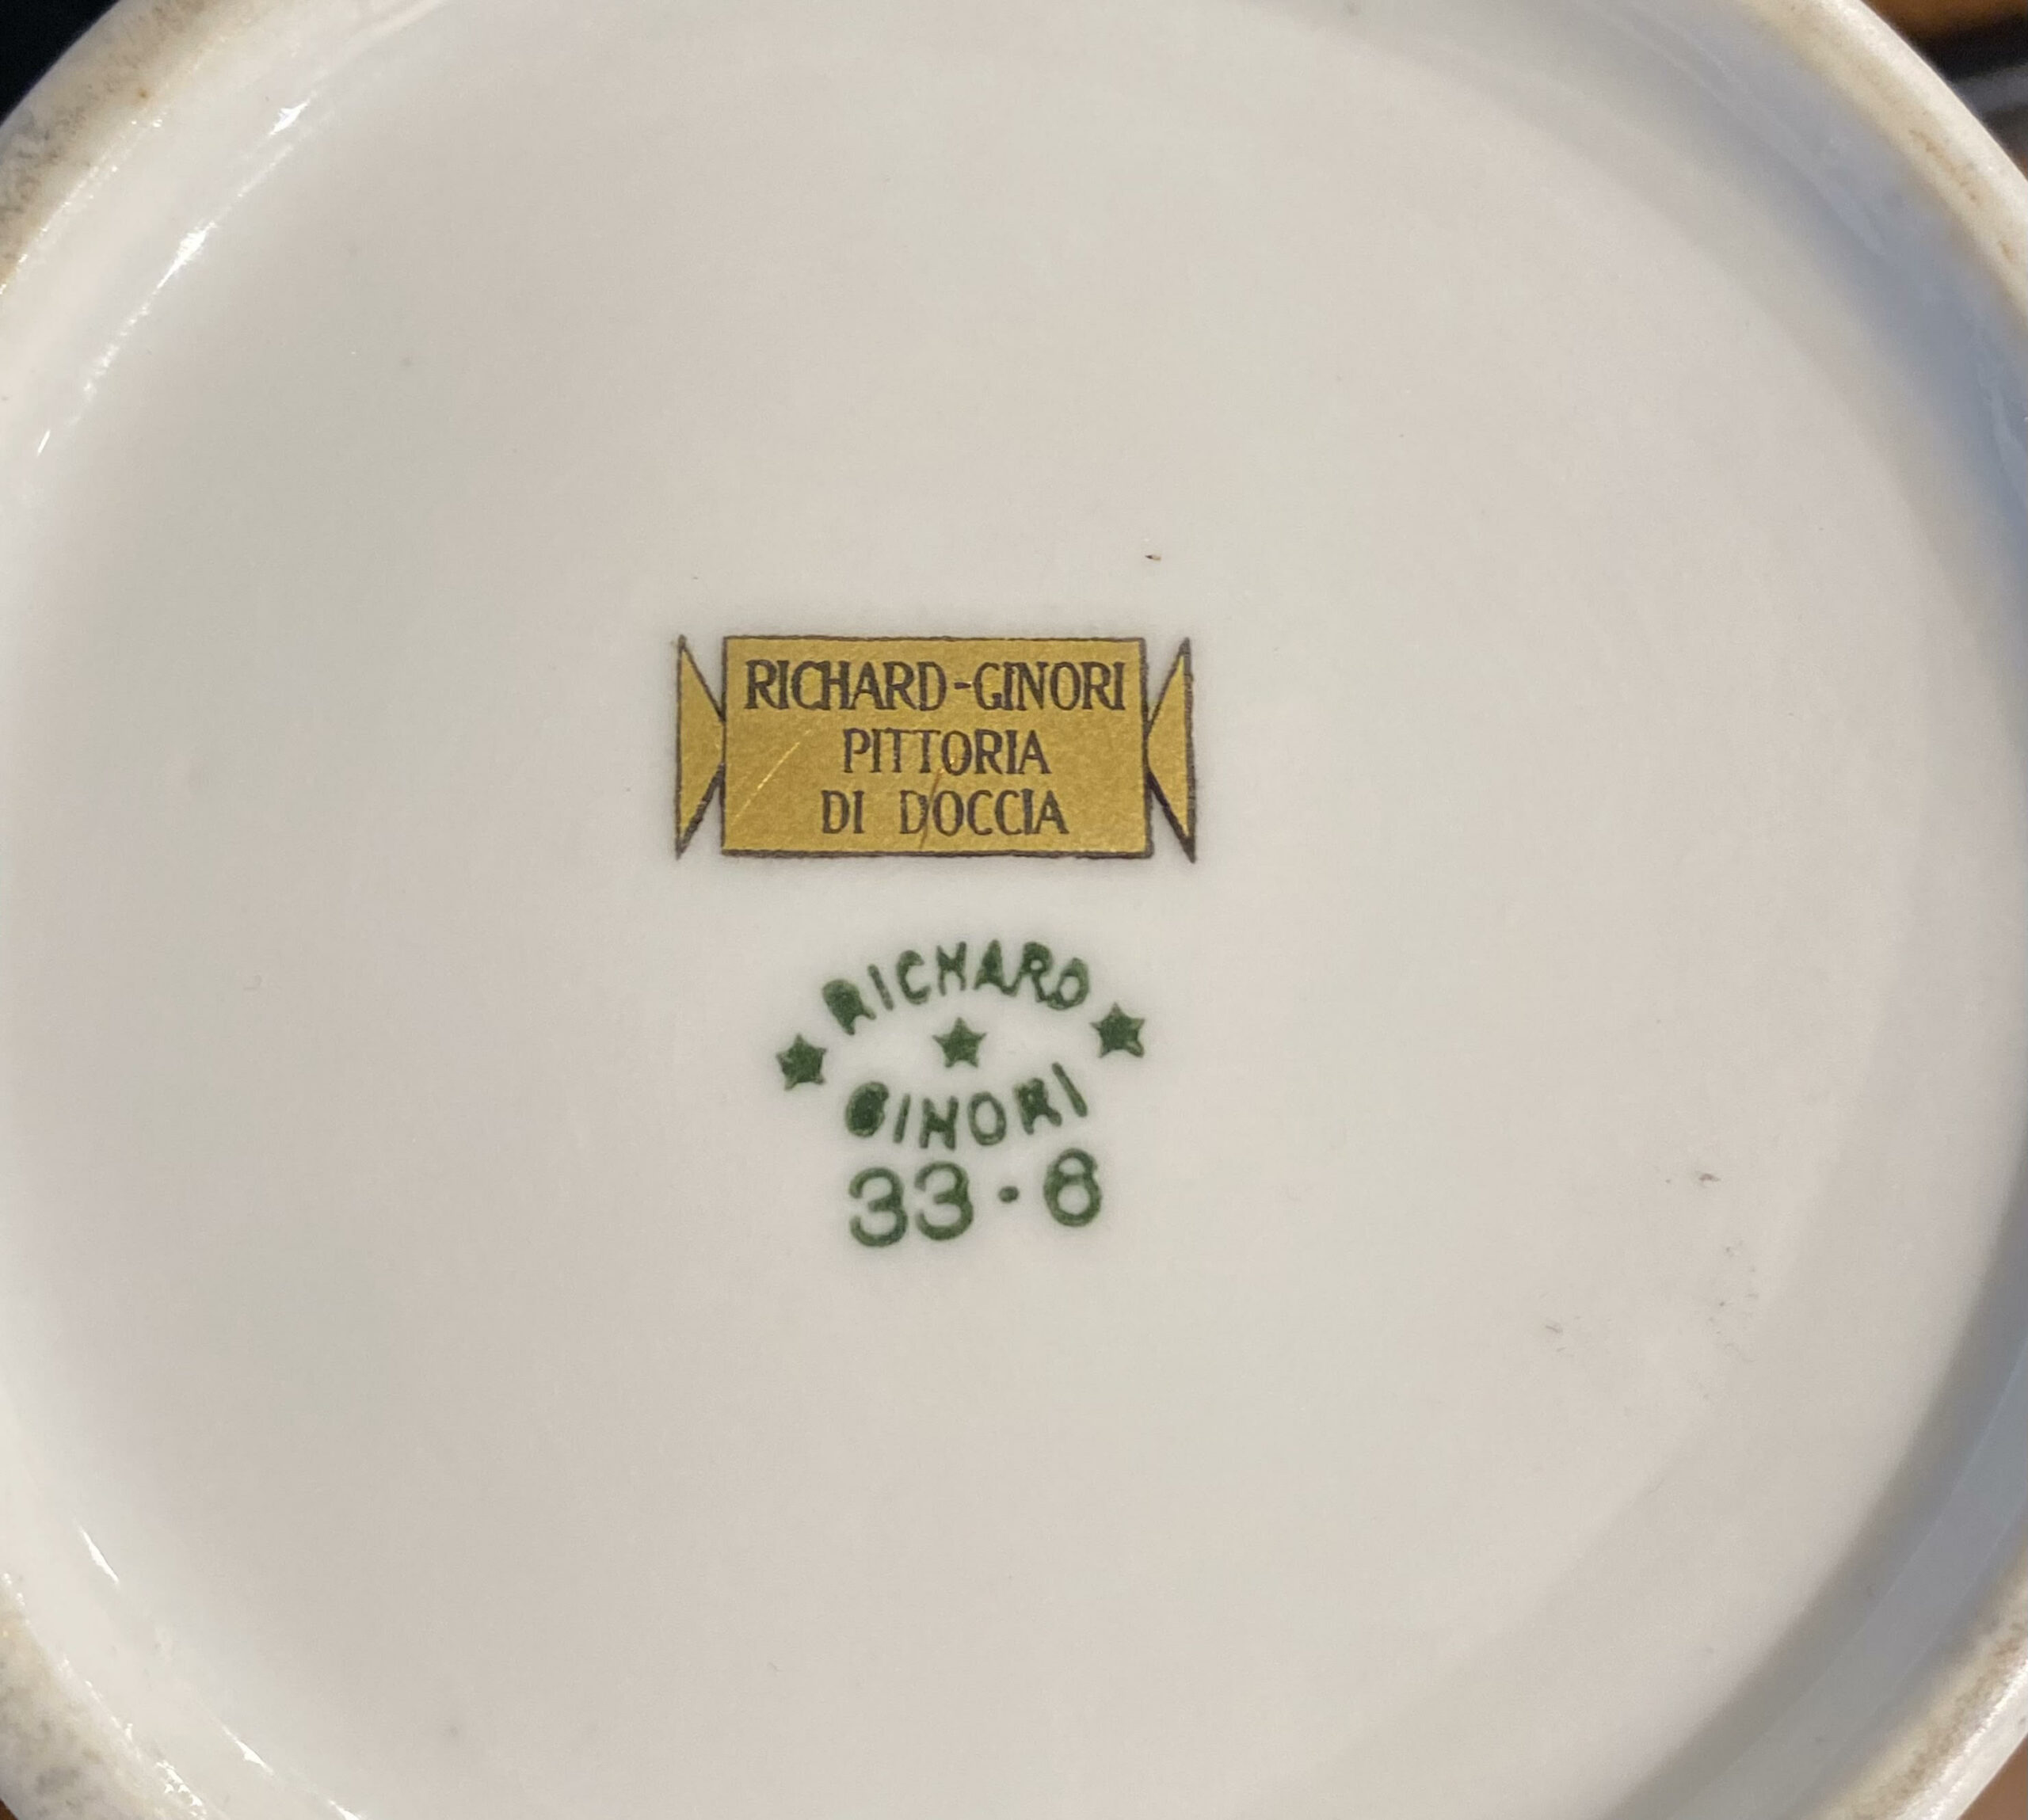 RICHARD-GINORI
PITTORIA
DI DOCCIA
RICHARD
GINORI
33·8